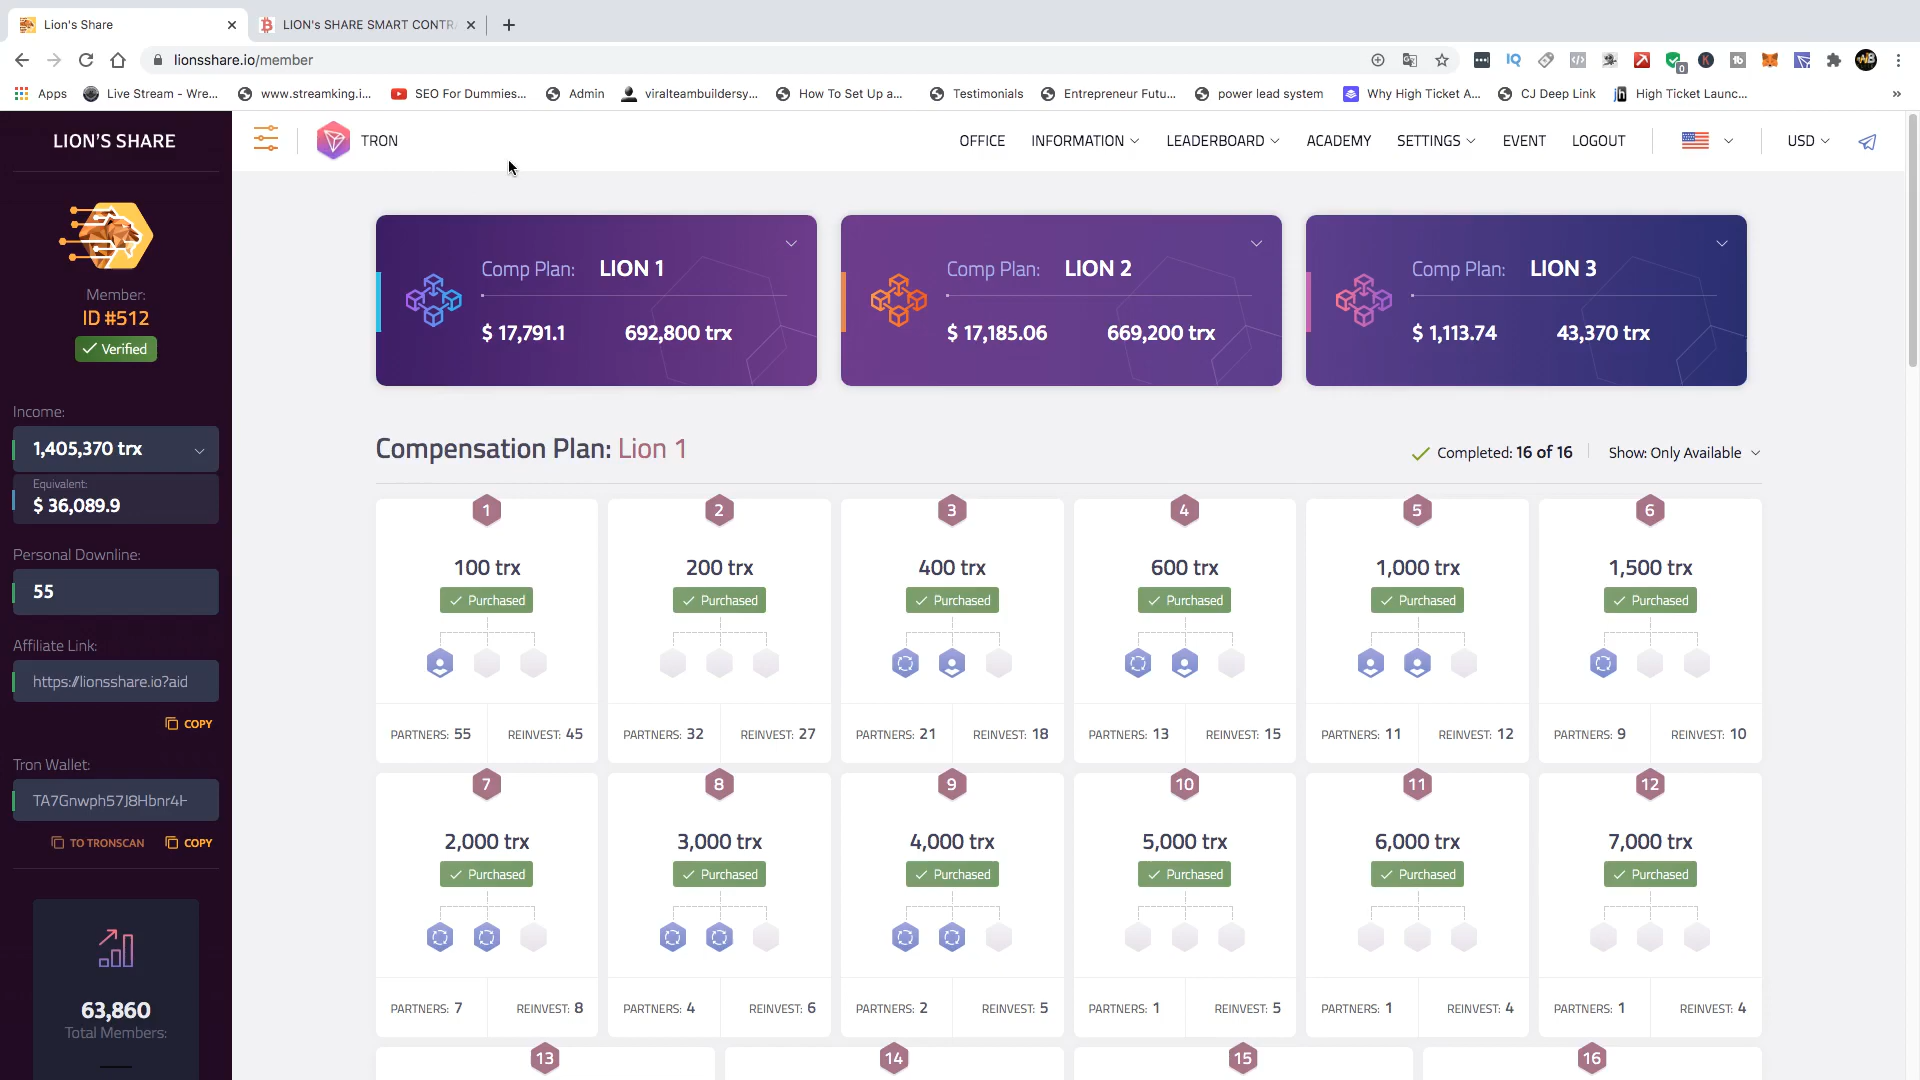 Lion's Share
LION's SHARE SMART CONTR
lionsshare.io/member
0
Apps
Live Stream - Wre...
www.streamking.i...
SEO For Dummies...
Admin
viralteambuildersy...
How To Set Up a...
Testimonials
Entrepreneur Futu...
power lead system
Why High Ticket A...
CJ Deep Link
High Ticket Launc...
»
LION'S SHARE
TRON
OFFICE
INFORMATION
LEADERBOARD
ACADEMY
SETTINGS
EVENT
LOGOUT
USD
Member:
ID #512
Verified
Income:
1,405,370 trx
Equivalent:
$ 36,089.9
Personal Downline:
55
Affiliate Link:
https://lionsshare.io?aid
COPY
Tron Wallet:
TA7Gnwph57J8Hbnr4H
TO TRONSCAN
COPY
63,860
Total Members:
Comp Plan: LION 1
$ 17,791.1 692,800 trx
Comp Plan: LION 2
$ 17,185.06 669,200 trx
Comp Plan: LION 3
$ 1,113.74 43,370 trx
Compensation Plan: Lion 1
Completed: 16 of 16
Show: Only Available
1
100 trx
Purchased
PARTNERS: 55 REINVEST: 45
2
200 trx
Purchased
PARTNERS: 32 REINVEST: 27
3
400 trx
Purchased
PARTNERS: 21 REINVEST: 18
4
600 trx
Purchased
PARTNERS: 13 REINVEST: 15
5
1,000 trx
Purchased
PARTNERS: 11 REINVEST: 12
6
1,500 trx
Purchased
PARTNERS: 9 REINVEST: 10
7
2,000 trx
Purchased
PARTNERS: 7 REINVEST: 8
8
3,000 trx
Purchased
PARTNERS: 4 REINVEST: 6
9
4,000 trx
Purchased
PARTNERS: 2 REINVEST: 5
10
5,000 trx
Purchased
PARTNERS: 1 REINVEST: 5
11
6,000 trx
Purchased
PARTNERS: 1 REINVEST: 4
12
7,000 trx
Purchased
PARTNERS: 1 REINVEST: 4
13
14
15
16